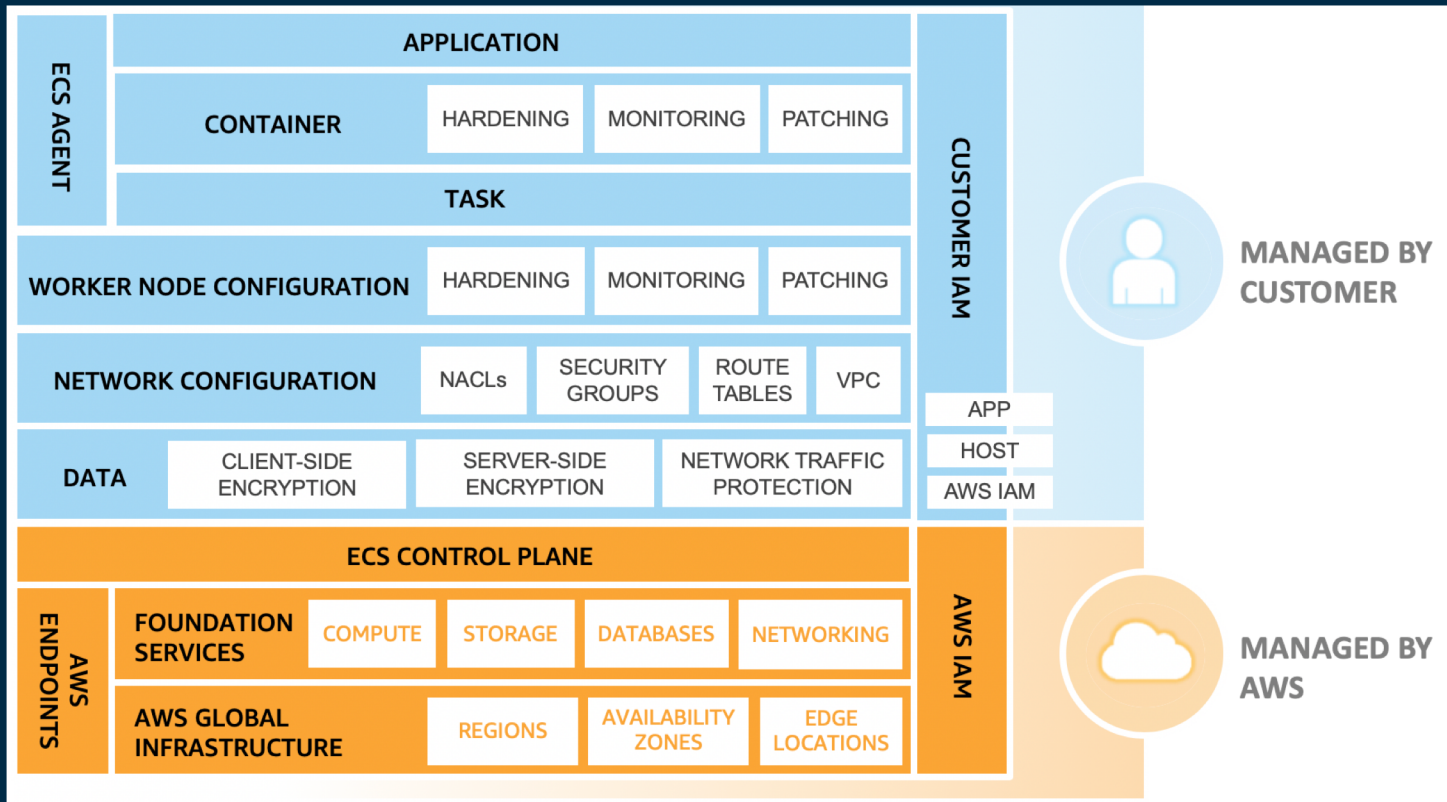 ECS AGENT
APPLICATION
CONTAINER
HARDENING
MONITORING
PATCHING
TASK
WORKER NODE CONFIGURATION
HARDENING
MONITORING
PATCHING
NETWORK CONFIGURATION
NACLs
SECURITY
GROUPS
ROUTE
TABLES
VPC
DATA
CLIENT-SIDE
ENCRYPTION
SERVER-SIDE
ENCRYPTION
NETWORK TRAFFIC
PROTECTION
CUSTOMER IAM
APP
HOST
AWS IAM
MANAGED BY
CUSTOMER
ECS CONTROL PLANE
AWS
ENDPOINTS
FOUNDATION
SERVICES
COMPUTE
STORAGE
DATABASES
NETWORKING
AWS GLOBAL
INFRASTRUCTURE
REGIONS
AVAILABILITY
ZONES
EDGE
LOCATIONS
AWS IAM
MANAGED BY
AWS